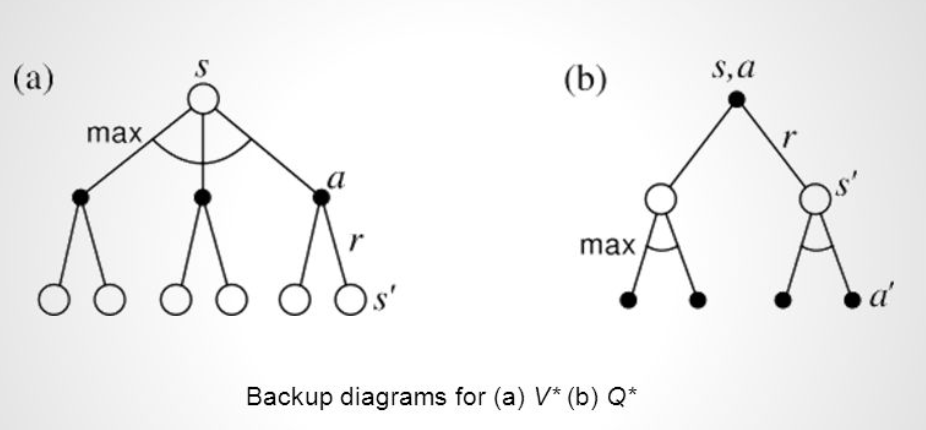 (a)
s
max
a
r
s'
(b)
s,a
r
s'
max
a'
Backup diagrams for (a) V* (b) Q*